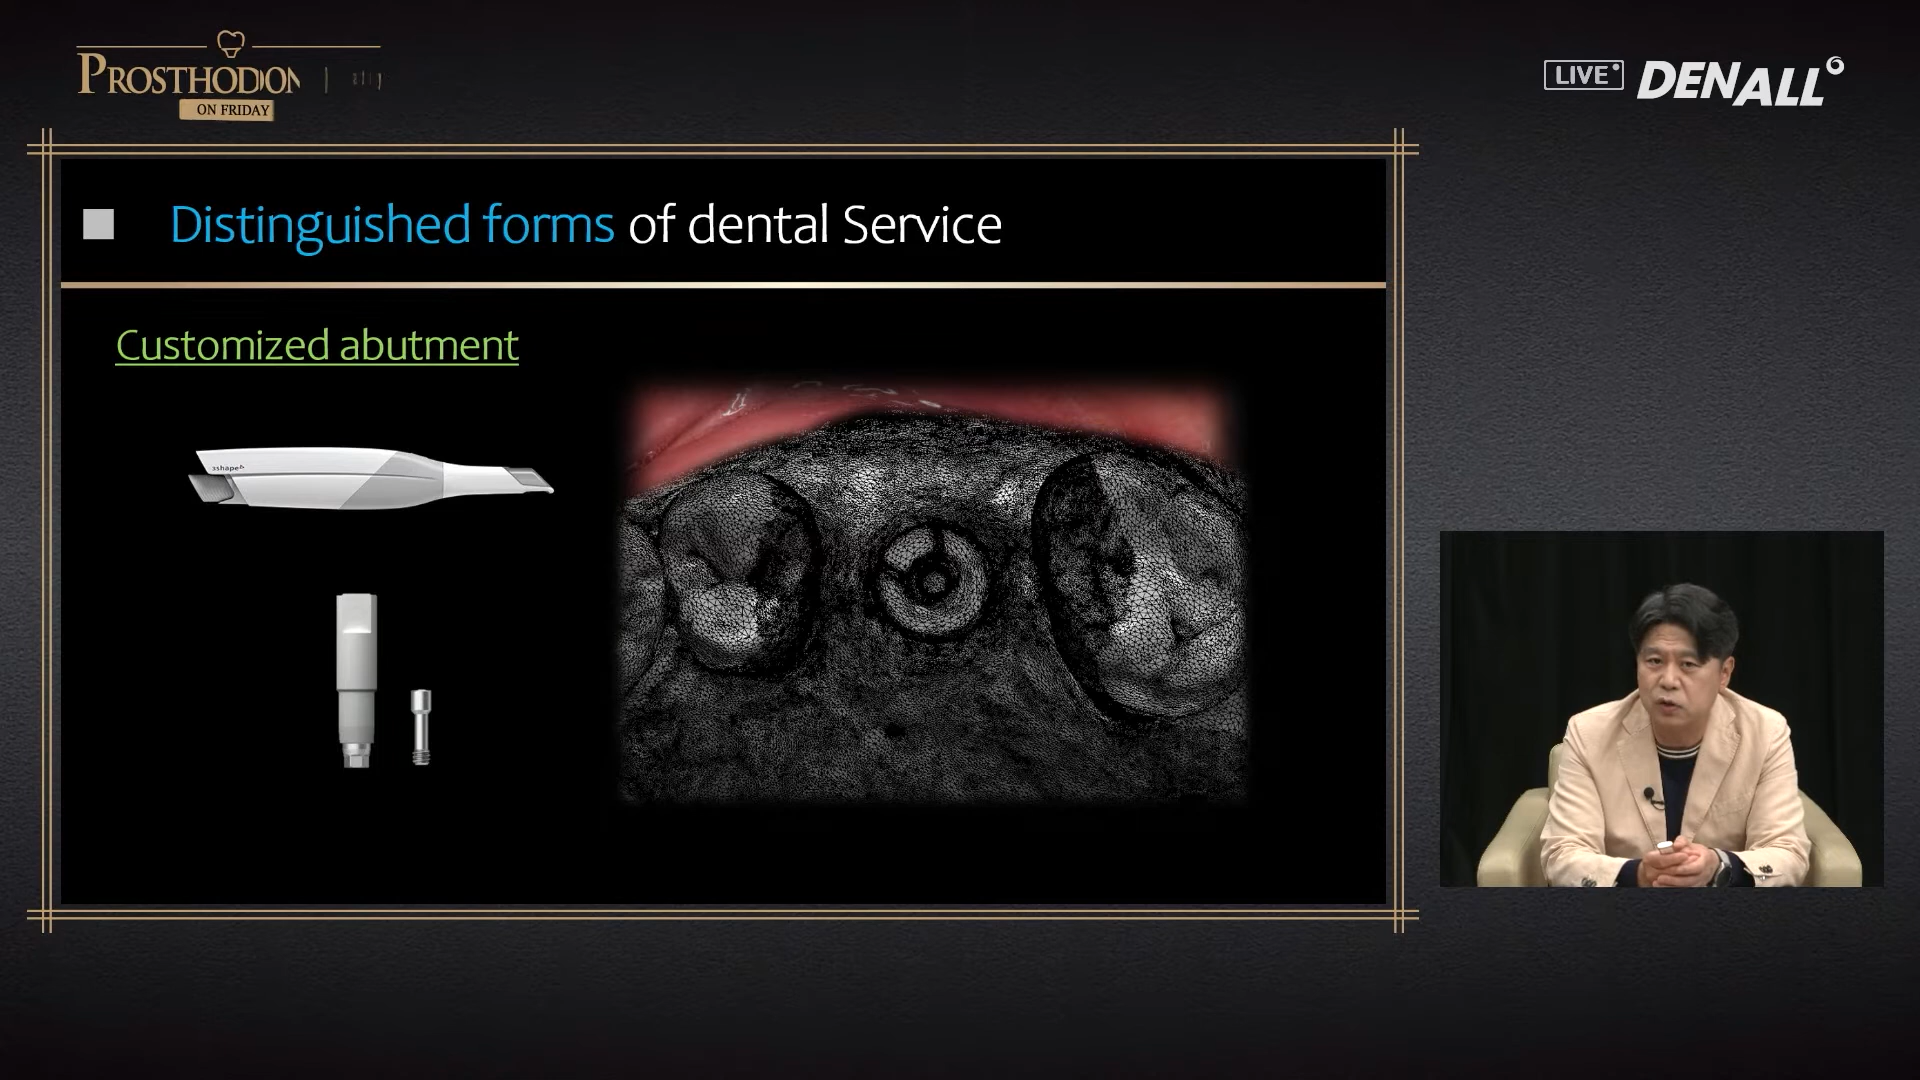 PROSTHODON
ON FRIDAY
LIVE
DENALL
Distinguished forms of dental Service
Customized abutment
3shape